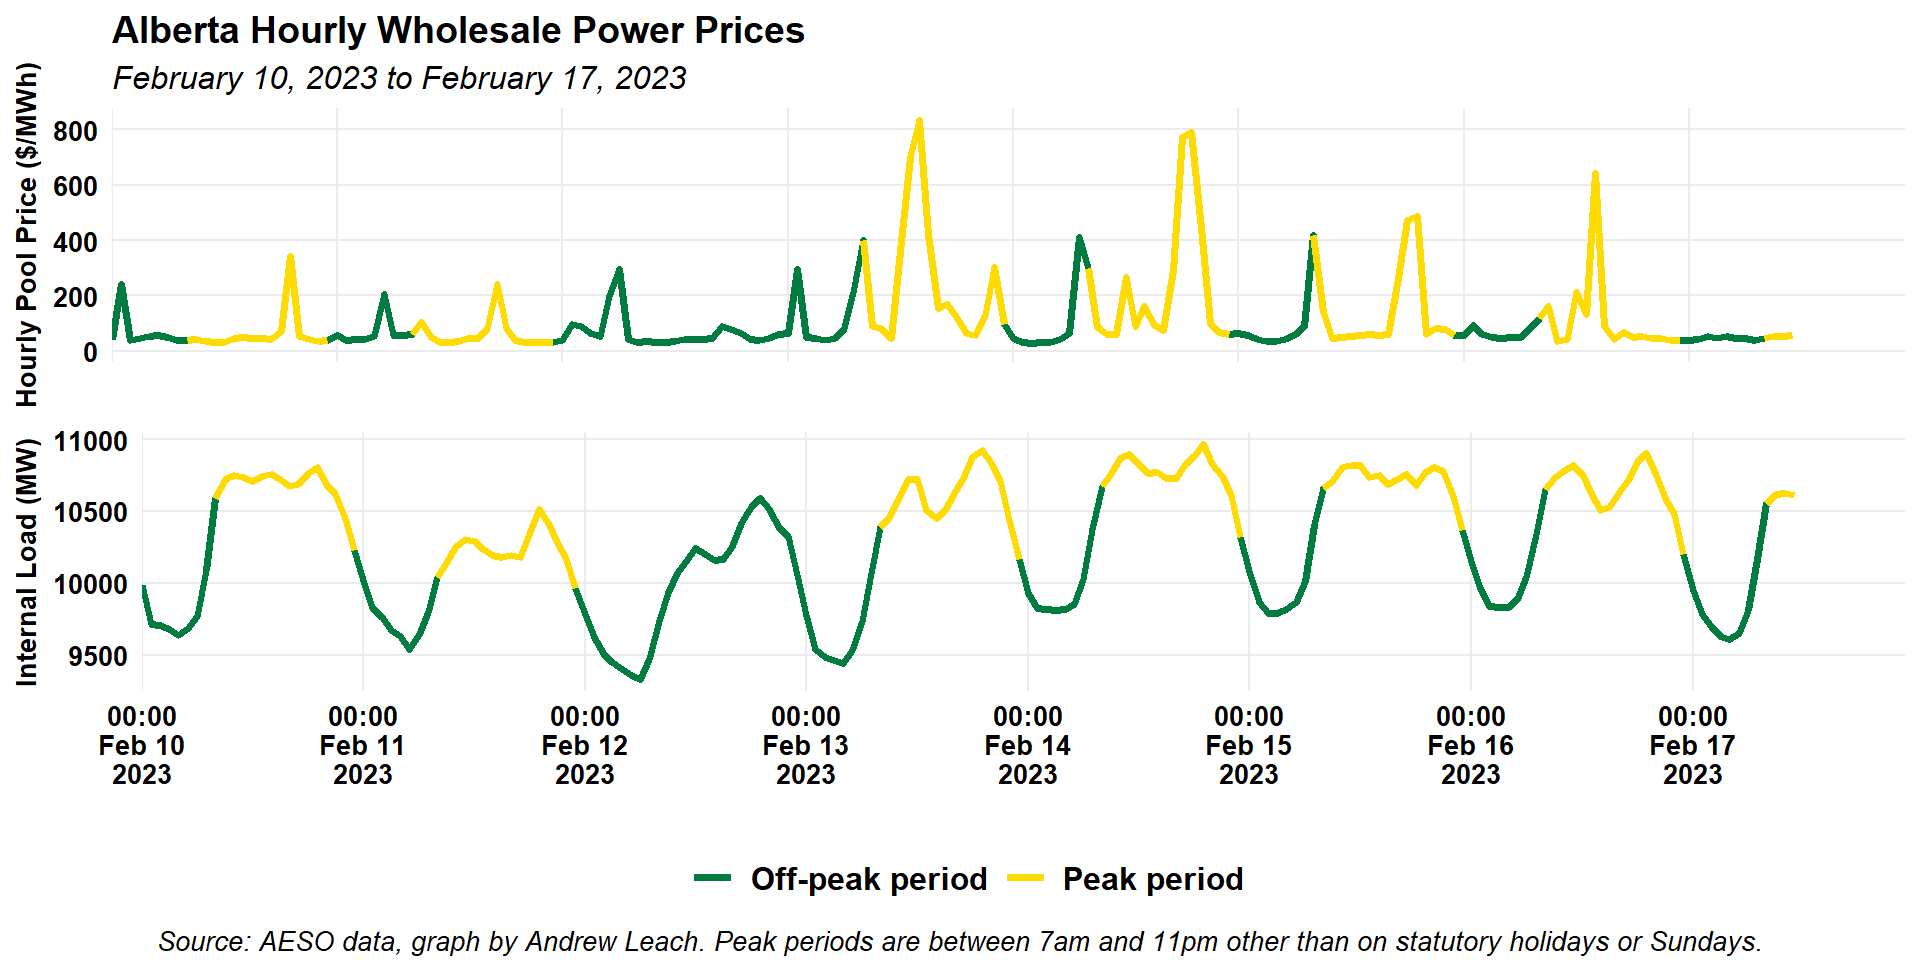 Alberta Hourly Wholesale Power Prices
February 10, 2023 to February 17, 2023
Hourly Pool Price ($/MWh)
800
600
400
200
0
Internal Load (MW)
11000
10500
10000
9500
00:00 00:00 00:00 00:00 00:00 00:00 00:00 00:00
Feb 10 Feb 11 Feb 12 Feb 13 Feb 14 Feb 15 Feb 16 Feb 17
2023 2023 2023 2023 2023 2023 2023 2023
Off-peak period Peak period
Source: AESO data, graph by Andrew Leach. Peak periods are between 7am and 11pm other than on statutory holidays or Sundays.